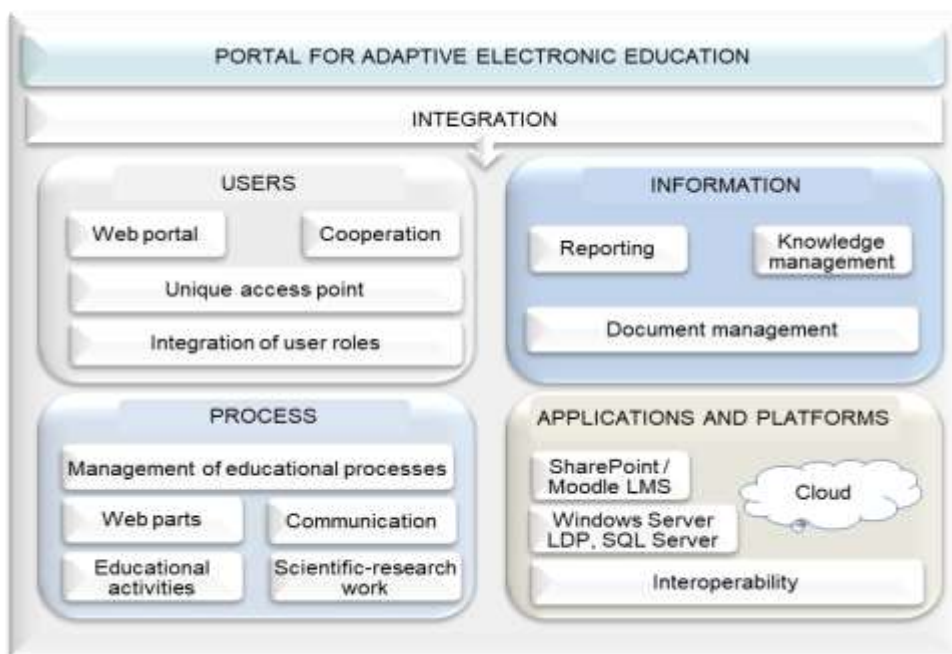 PORTAL FOR ADAPTIVE ELECTRONIC EDUCATION
INTEGRATION
USERS
Web portal
Cooperation
Unique access point
Integration of user roles
INFORMATION
Reporting
Knowledge
management
Document management
PROCESS
Management of educational processes
Web parts
Communication
Educational
activities
Scientific-research
work
APPLICATIONS AND PLATFORMS
SharePoint /
Moodle LMS
Cloud
Windows Server
LDP, SQL Server
Interoperability